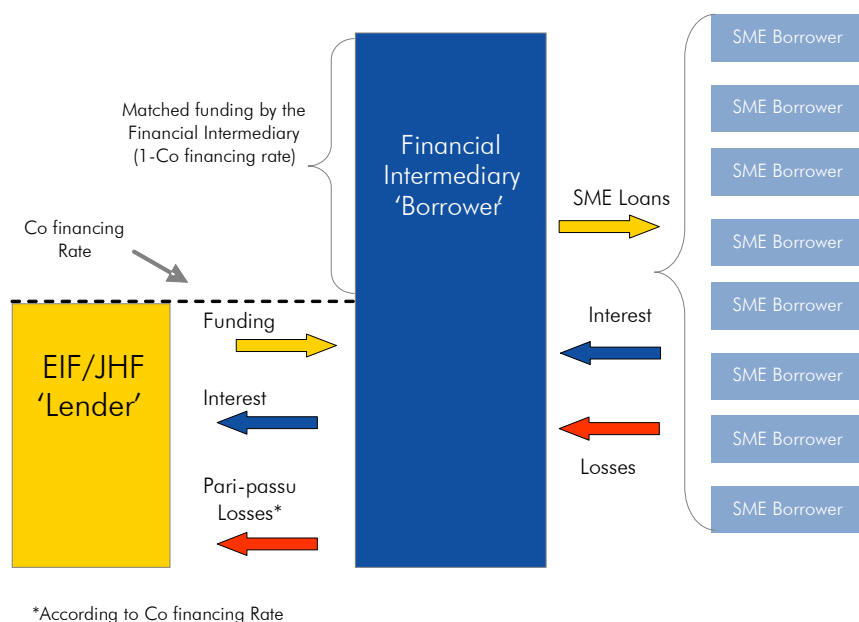 Matched funding by the
Financial Intermediary
(1-Co financing rate)
Co financing
Rate
EIF/JHF
‘Lender’
Funding
Interest
Pari-passu
Losses*
Financial
Intermediary
‘Borrower’
SME Loans
Interest
Losses
SME Borrower
SME Borrower
SME Borrower
SME Borrower
SME Borrower
SME Borrower
SME Borrower
SME Borrower
*According to Co financing Rate